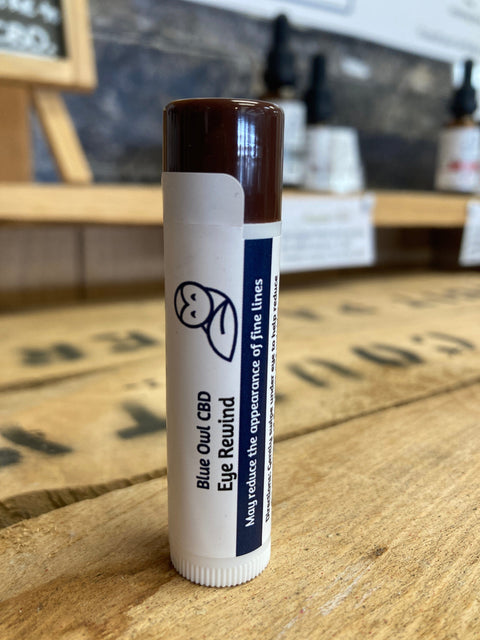 Blue Owl CBD
Eye Rewind
May reduce the appearance of fine lines
Directions: Gently swipe under eye to help reduce